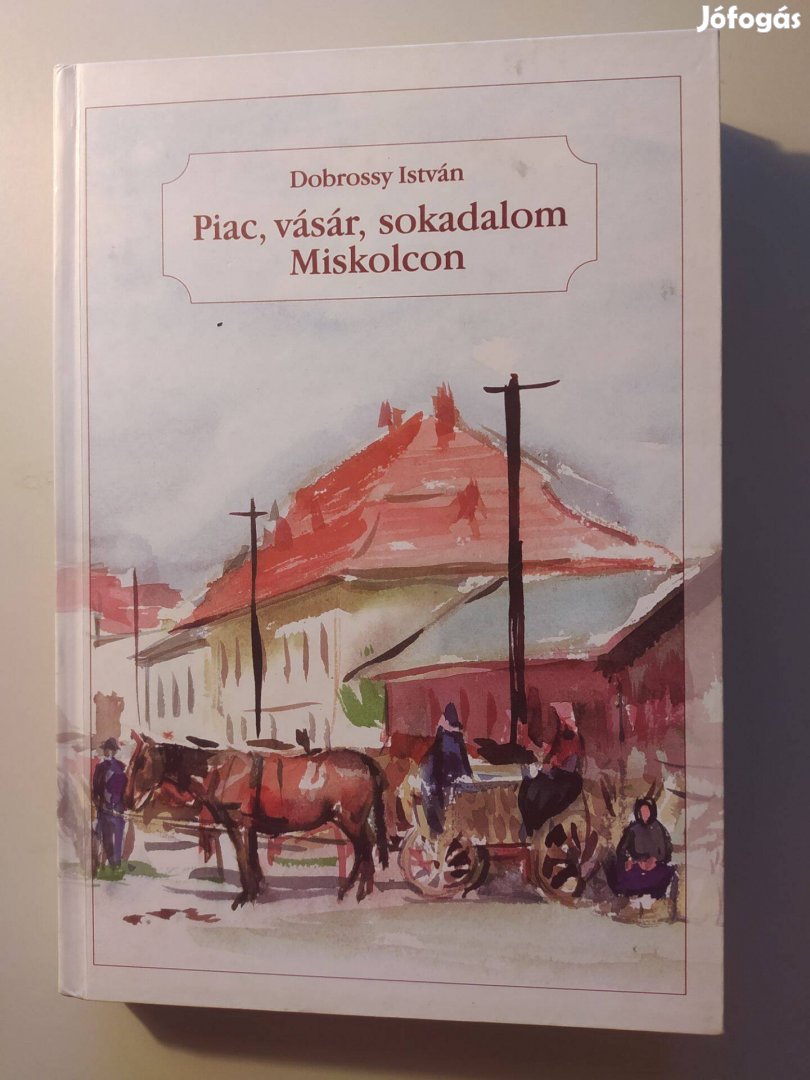 Jófogás
Dobrossy István
Piac, vásár, sokadalom
Miskolcon